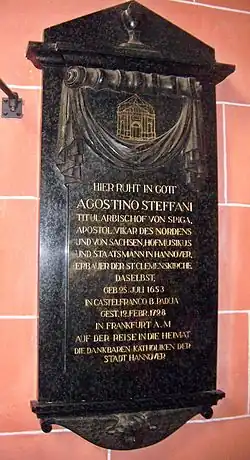 HIER RUHT IN GOTT
AGOSTINO STEFFANI
TITULARBISCHOF VON SPIGA,
APOSTOL. VIKAR DES NORDENS
UND VON SACHSEN, HOFMUSIKUS
UND STAATSMANN IN HANNOVER,
ERBAUER DER ST. CLEMENSKIRCHE
DASELBST,
GEB. 25. JULI 1653
IN CASTELFRANCO B. PADUA
GEST. 12. FEBR. 1728
IN FRANKFURT A. M
AUF DER REISE IN DIE HEIMAT
DIE DANKBAREN KATHOLIKEN DER
STADT HANNOVER